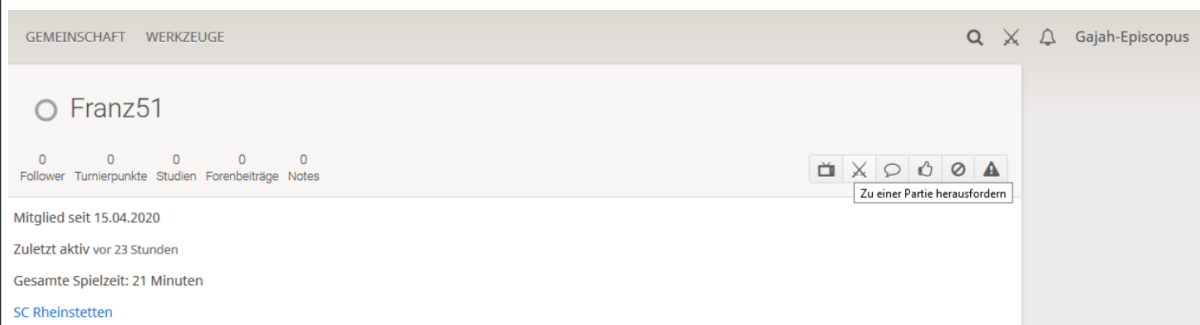 GEMEINSCHAFT WERKZEUGE Gajah-Episcopus
Franz51
0 0 0 0 0
Follower Turnierpunkte Studien Forenbeiträge Notes
Zu einer Partie herausfordern
Mitglied seit 15.04.2020
Zuletzt aktiv vor 23 Stunden
Gesamte Spielzeit: 21 Minuten
SC Rheinstetten